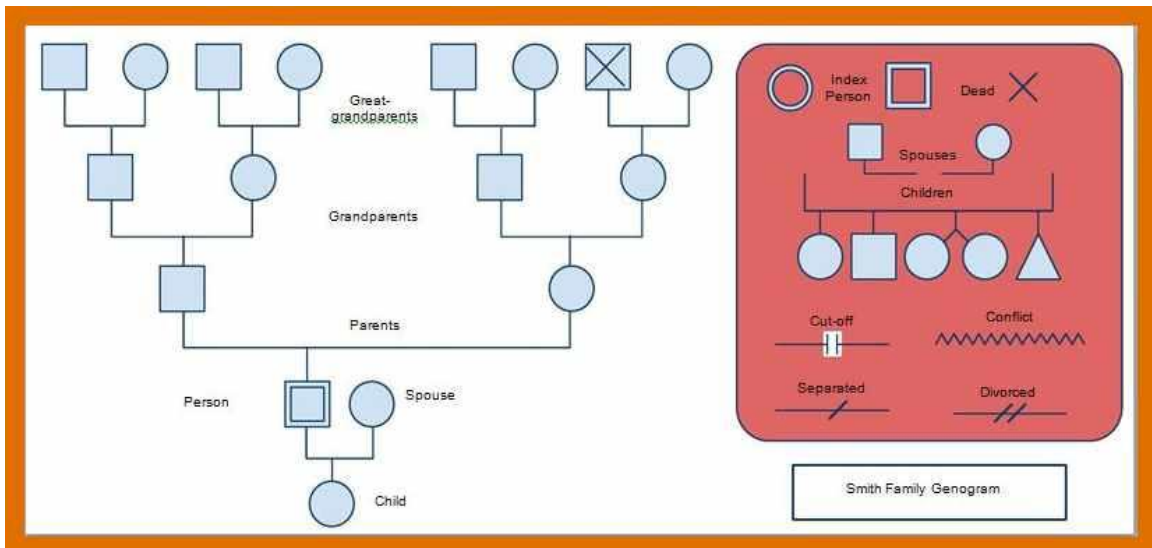 Great-
grandparents
Grandparents
Parents
Person
Spouse
Child
Index
Person
Dead
Spouses
Children
Cut-off
Conflict
Separated
Divorced
Smith Family Genogram